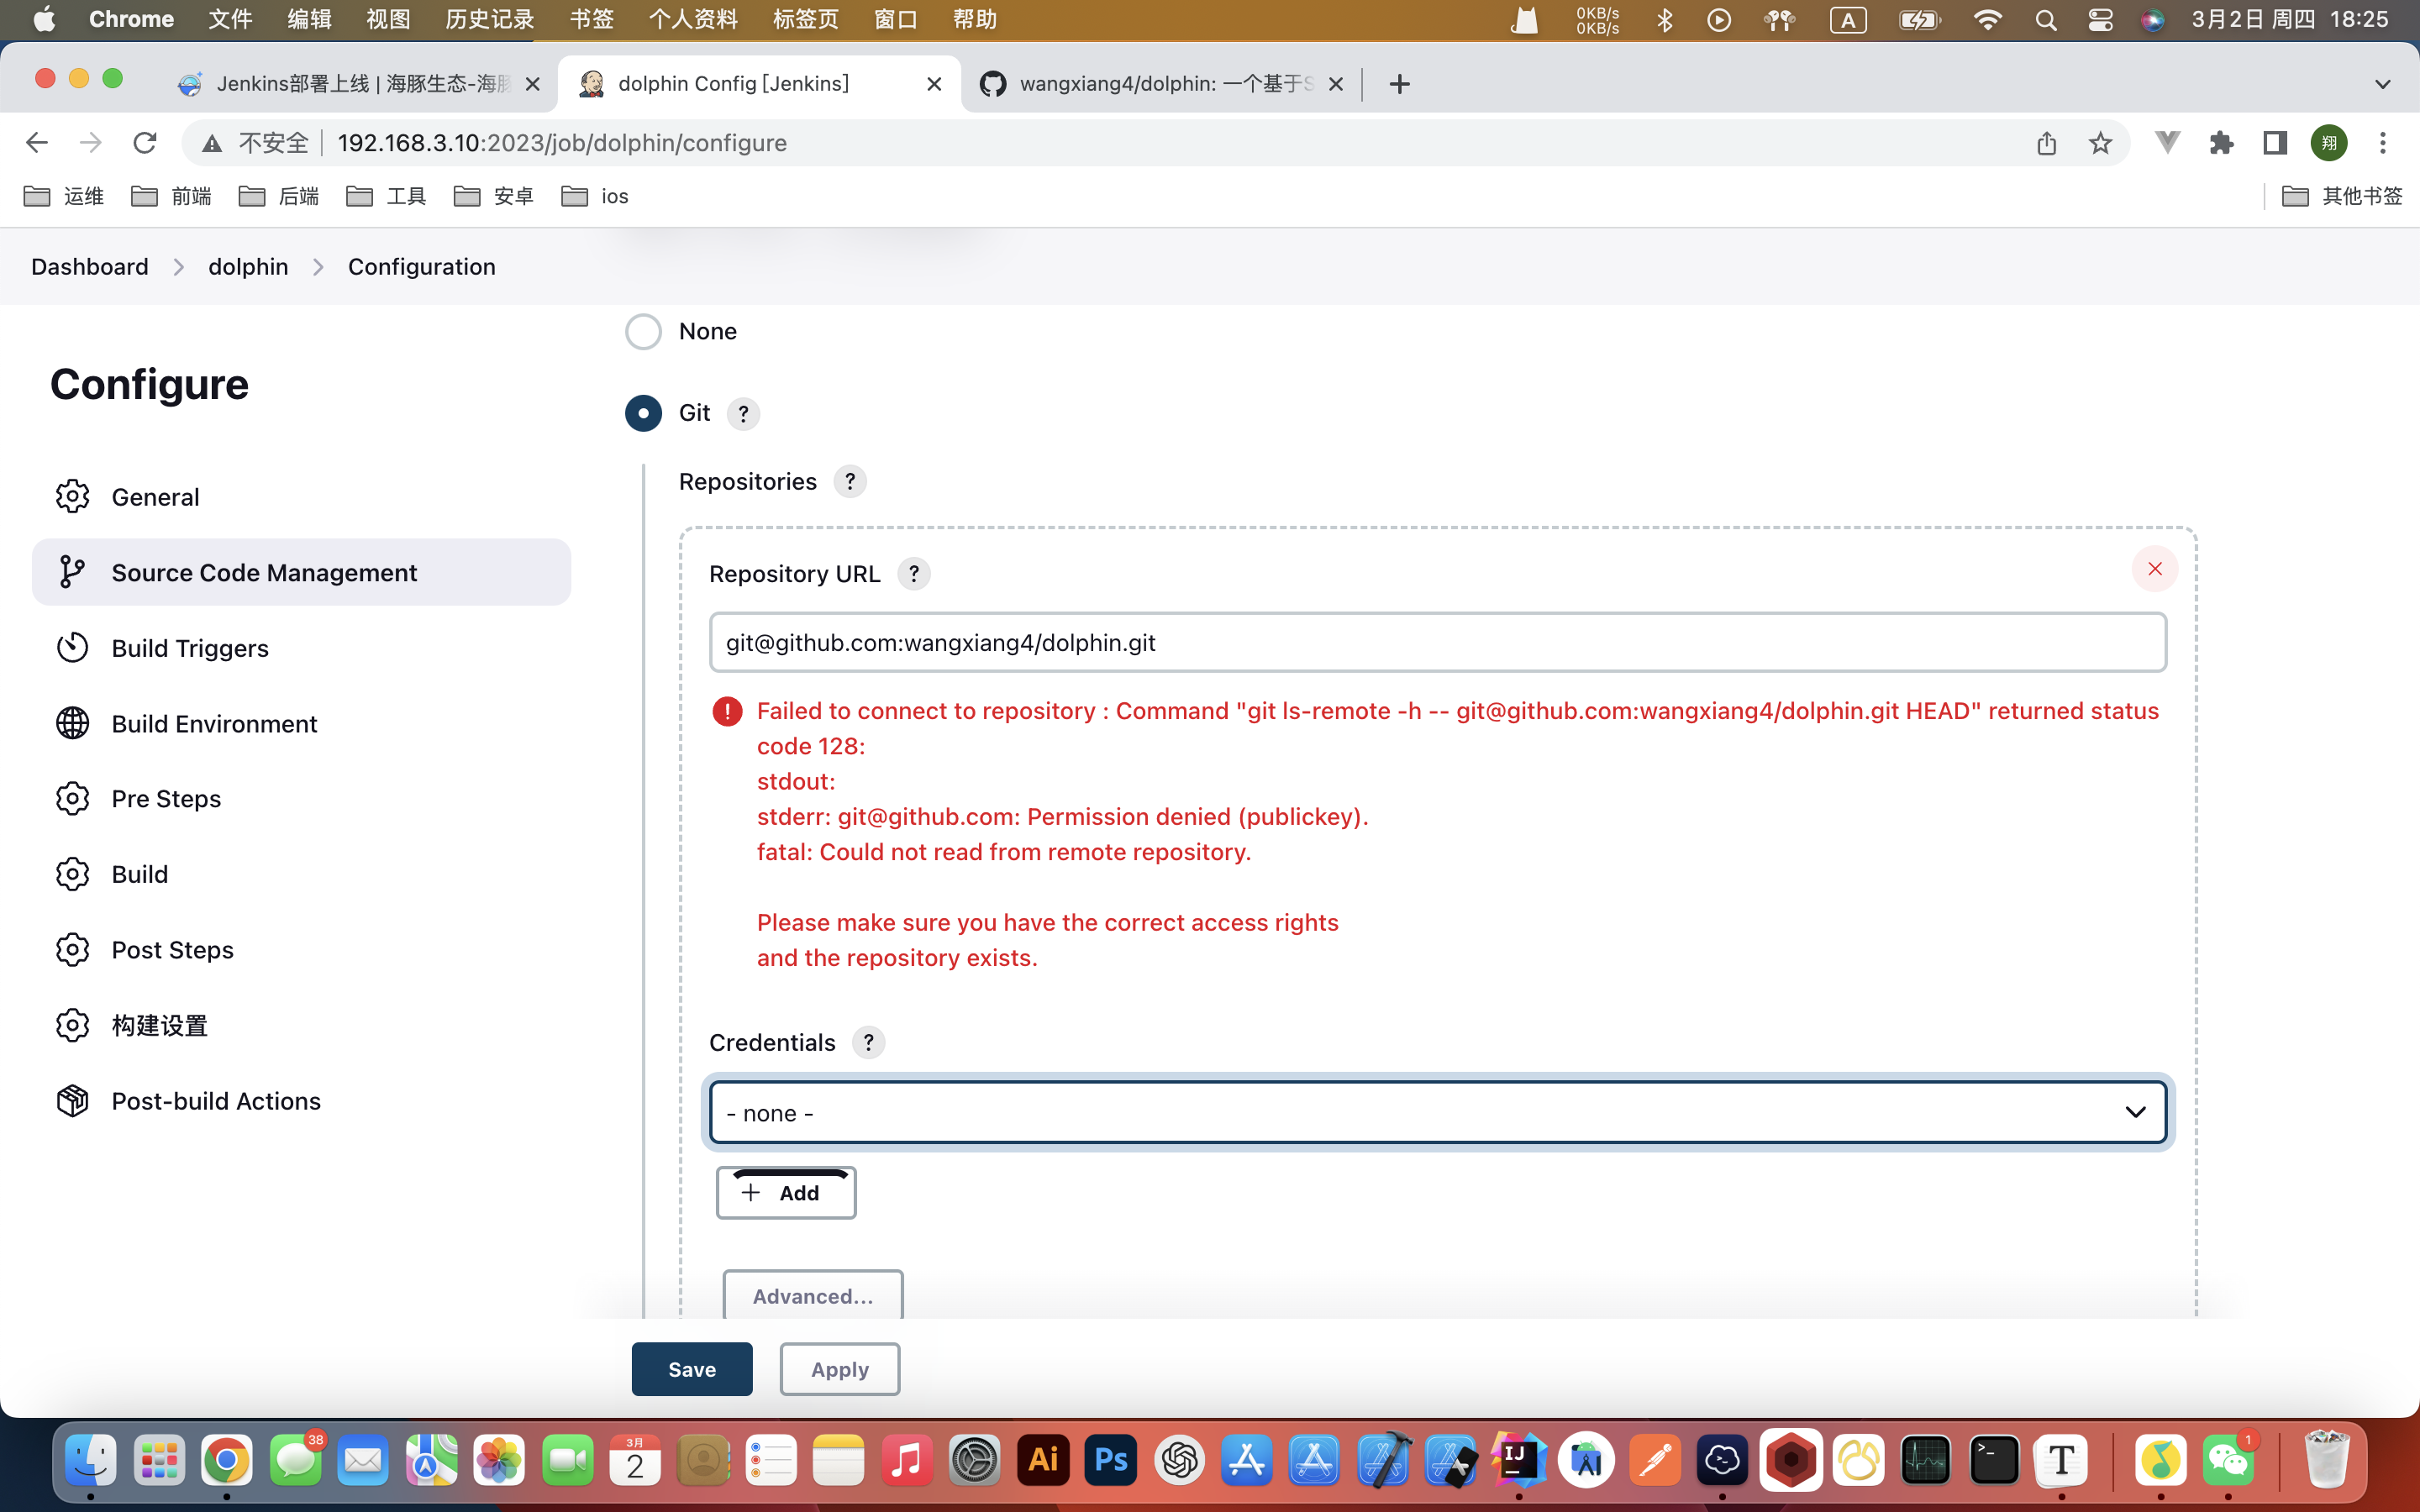 Chrome 文件 编辑 视图 历史记录 书签 个人资料 标签页 窗口 帮助 0KB/s 0KB/s A 3月2日 周四 18:25
Jenkins部署上线 | 海豚生态-海豚
dolphin Config [Jenkins]
wangxiang4/dolphin: 一个基于S
不安全 192.168.3.10:2023/job/dolphin/configure 翔
运维 前端 后端 工具 安卓 ios 其他书签
Dashboard dolphin Configuration
Configure
General
Source Code Management
Build Triggers
Build Environment
Pre Steps
Build
Post Steps
构建设置
Post-build Actions
None
Git ?
Repositories ?
Repository URL ?
git@github.com:wangxiang4/dolphin.git
Failed to connect to repository : Command "git ls-remote -h -- git@github.com:wangxiang4/dolphin.git HEAD" returned status
code 128:
stdout:
stderr: git@github.com: Permission denied (publickey).
fatal: Could not read from remote repository.
Please make sure you have the correct access rights
and the repository exists.
Credentials ?
- none -
Add
Advanced...
Save Apply
38 3月 2 Ai Ps IJ >_ T 1